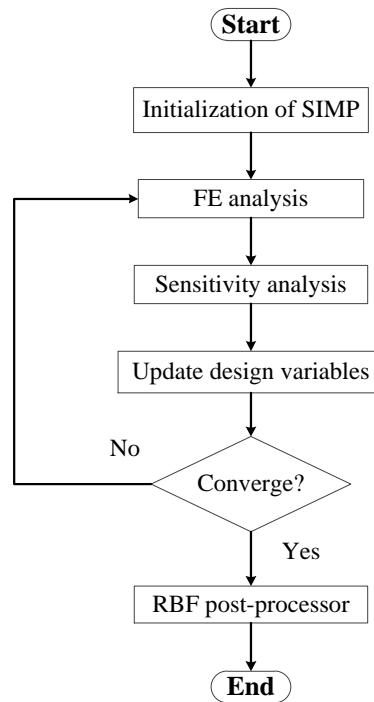 Start
Initialization of SIMP
FE analysis
Sensitivity analysis
Update design variables
No
Converge?
Yes
RBF post-processor
End